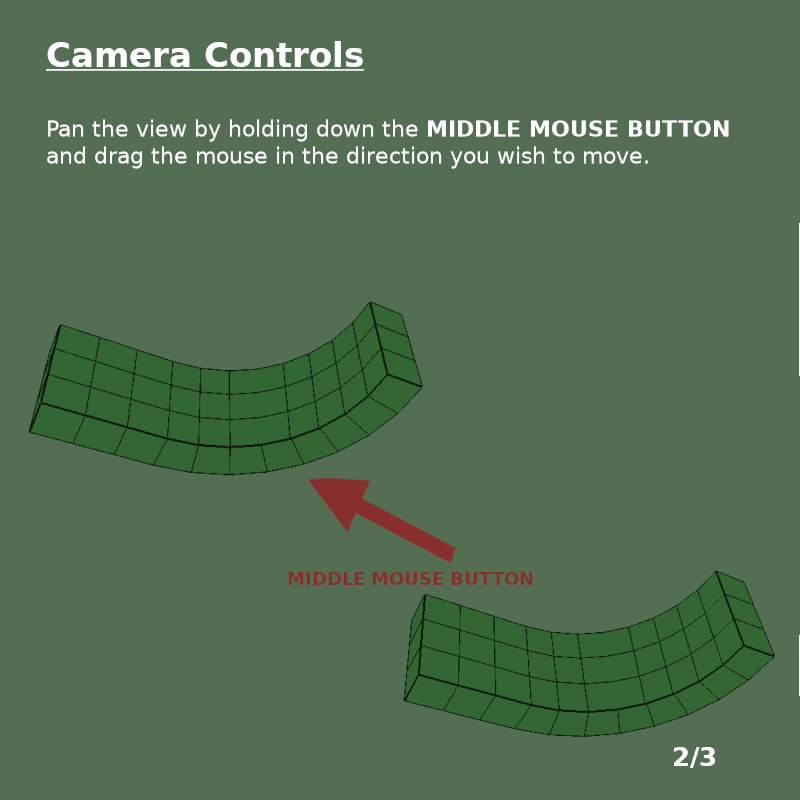 Camera Controls
Pan the view by holding down the MIDDLE MOUSE BUTTON
and drag the mouse in the direction you wish to move.
MIDDLE MOUSE BUTTON
2/3